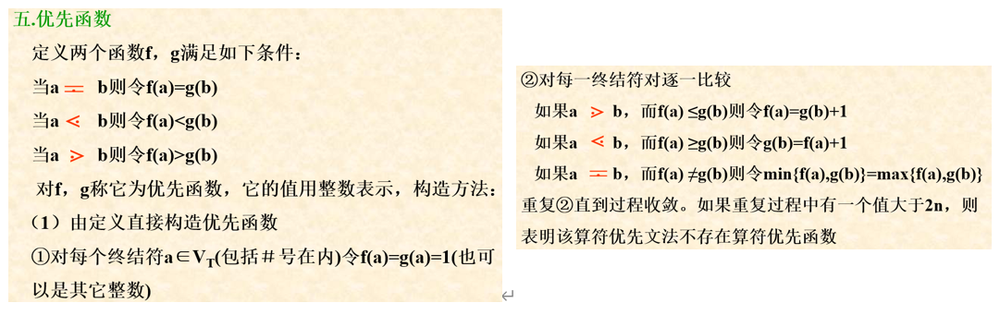 五.优先函数
定义两个函数f，g满足如下条件：
当a ≖ b则令f(a)=g(b)
当a ⋖ b则令f(a)<g(b)
当a ⋗ b则令f(a)>g(b)
对f，g称它为优先函数，它的值用整数表示，构造方法：
（1）由定义直接构造优先函数
①对每个终结符a∈VT(包括＃号在内)令f(a)=g(a)=1(也可
以是其它整数)
②对每一终结符对逐一比较
如果a ⋗ b，而f(a) ≤g(b)则令f(a)=g(b)+1
如果a ⋖ b，而f(a) ≥g(b)则令g(b)=f(a)+1
如果a ≖ b，而f(a) ≠g(b)则令min{f(a),g(b)}=max{f(a),g(b)}
重复②直到过程收敛。如果重复过程中有一个值大于2n，则
表明该算符优先文法不存在算符优先函数